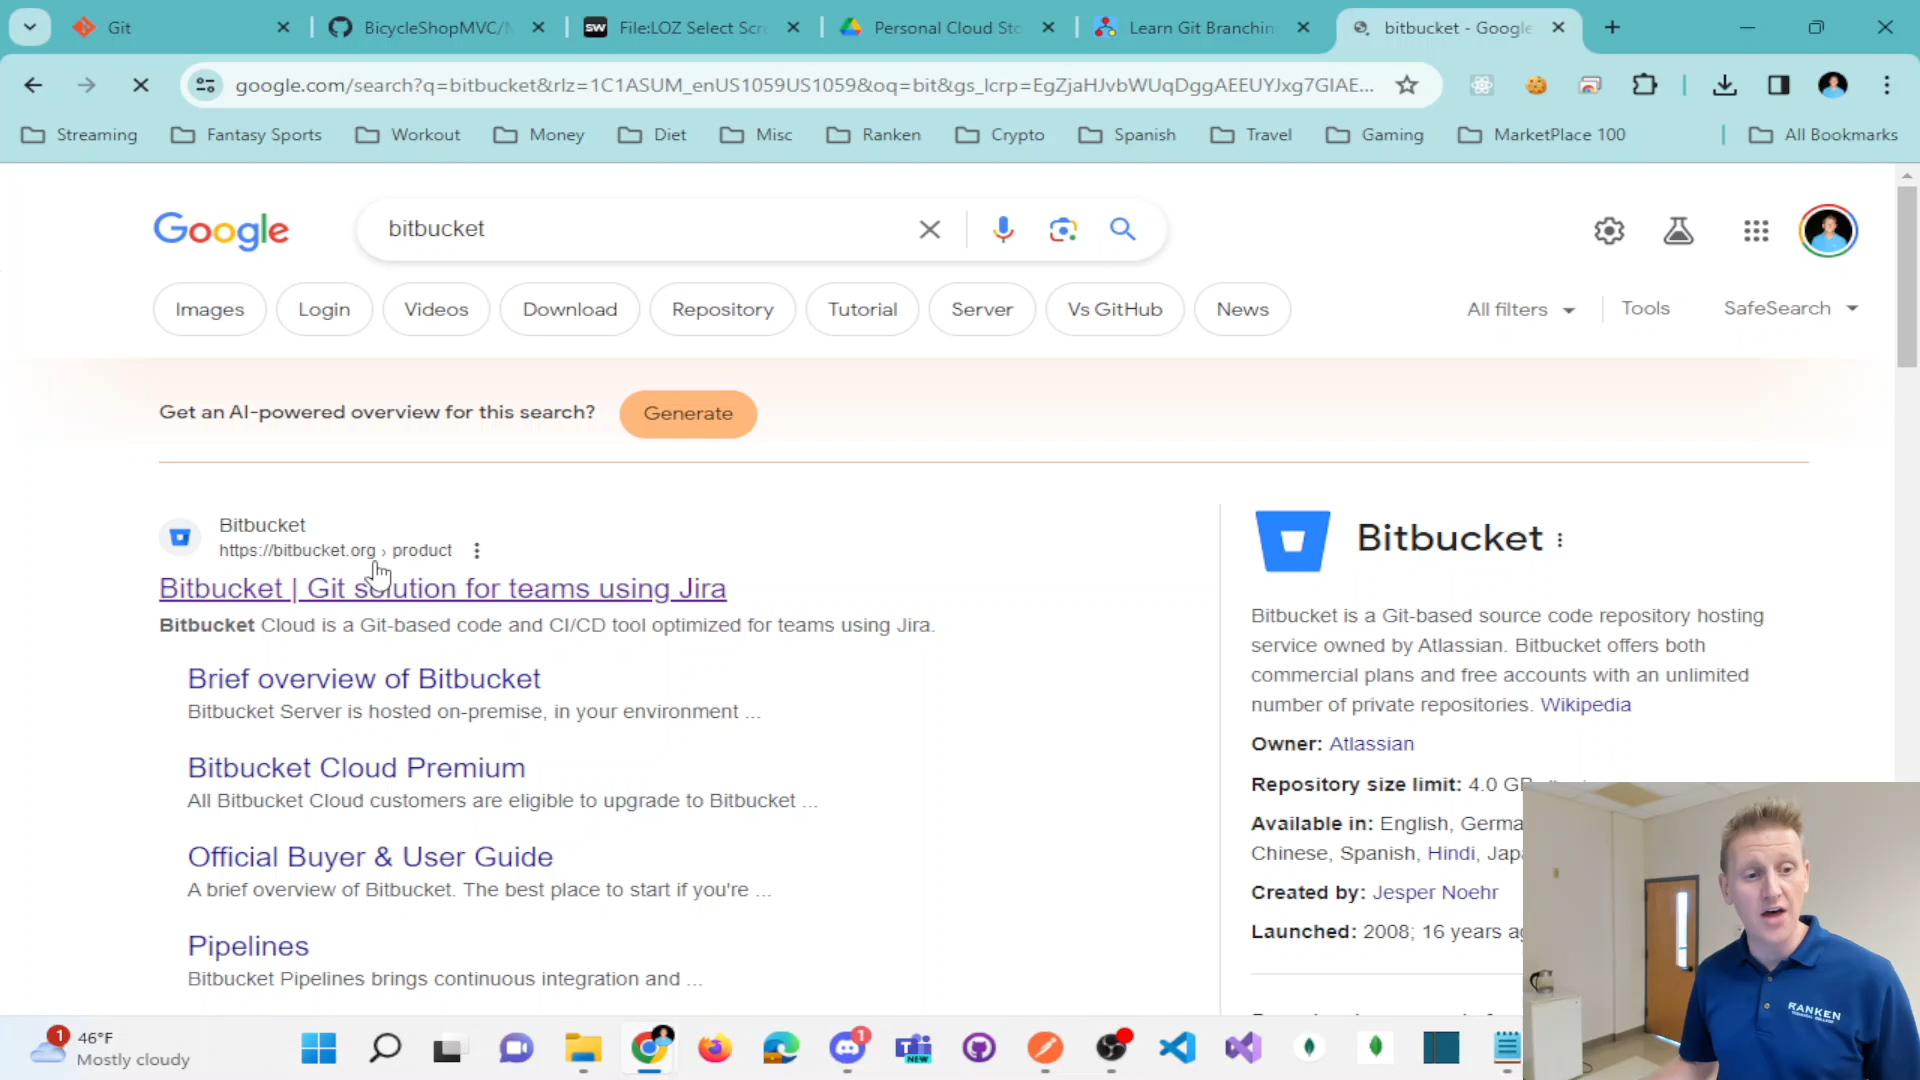 Git
BicycleShopMVC/
File:LOZ Select Scr
Personal Cloud Sto
Learn Git Branchin
bitbucket - Google
google.com/search?q=bitbucket&rlz=1C1ASUM_enUS1059US1059&oq=bit&gs_lcrp=EgZjaHJvbWUqDggAEEUYJxg7GIAE...
Streaming
Fantasy Sports
Workout
Money
Diet
Misc
Ranken
Crypto
Spanish
Travel
Gaming
MarketPlace 100
All Bookmarks
Google
bitbucket
Images
Login
Videos
Download
Repository
Tutorial
Server
Vs GitHub
News
All filters
Tools
SafeSearch
Get an AI-powered overview for this search?
Generate
Bitbucket
https://bitbucket.org › product
Bitbucket | Git solution for teams using Jira
Bitbucket Cloud is a Git-based code and CI/CD tool optimized for teams using Jira.
Brief overview of Bitbucket
Bitbucket Server is hosted on-premise, in your environment ...
Bitbucket Cloud Premium
All Bitbucket Cloud customers are eligible to upgrade to Bitbucket ...
Official Buyer & User Guide
A brief overview of Bitbucket. The best place to start if you're ...
Pipelines
Bitbucket Pipelines brings continuous integration and ...
Bitbucket
Bitbucket is a Git-based source code repository hosting
service owned by Atlassian. Bitbucket offers both
commercial plans and free accounts with an unlimited
number of private repositories. Wikipedia
Owner: Atlassian
Repository size limit: 4.0 GB
Available in: English, Germa
Chinese, Spanish, Hindi, Jap
Created by: Jesper Noehr
Launched: 2008; 16 years ag
RANKEN
TECHNICAL COLLEGE
1
46°F
Mostly cloudy
1
NEW